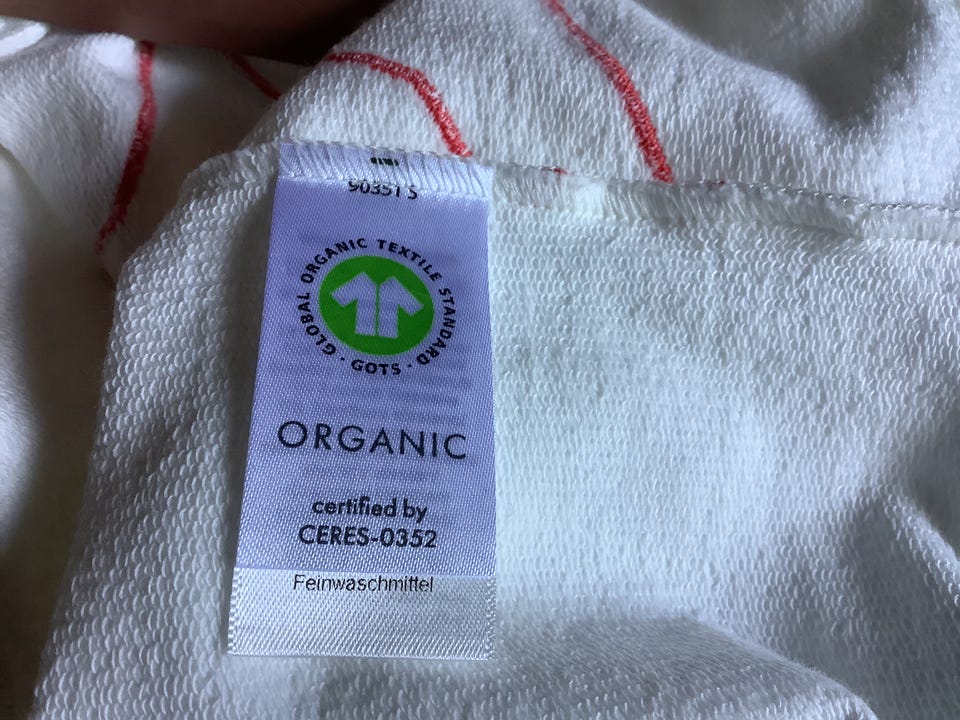 90351 S
GLOBAL ORGANIC TEXTILE STANDARD · GOTS ·
ORGANIC
certified by
CERES-0352
Feinwaschmittel